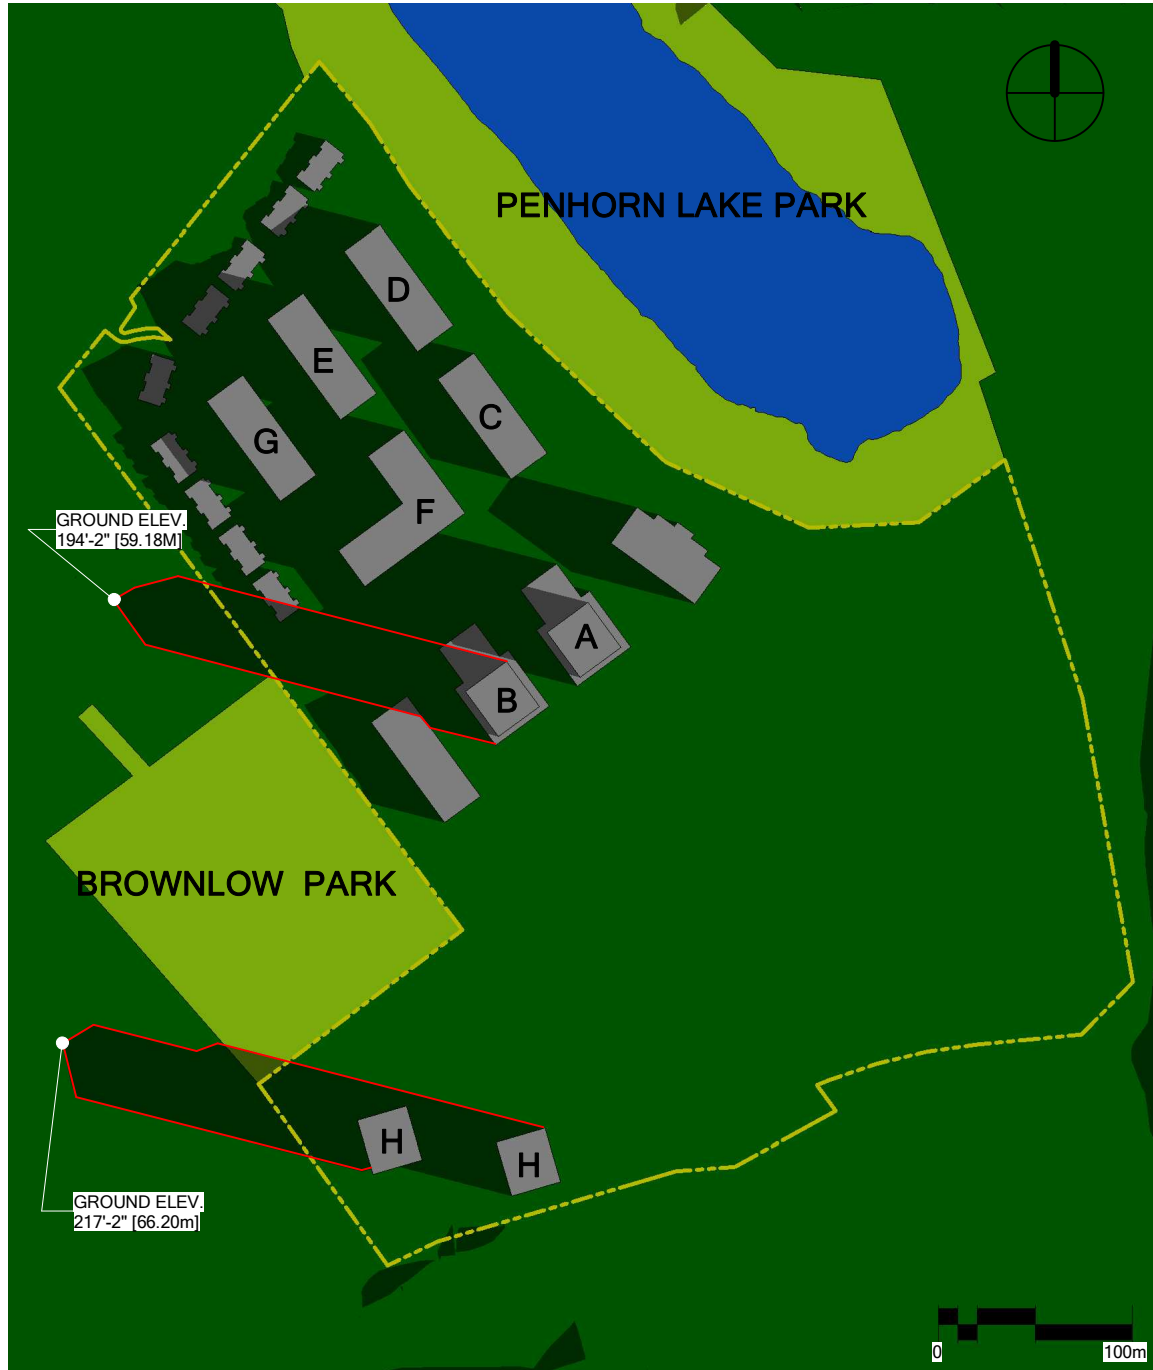 PENHORN LAKE PARK
D
E
C
G
F
GROUND ELEV.
194'-2" [59.18M]
A
B
BROWNLOW PARK
H
H
GROUND ELEV.
217'-2" [66.20m]
0
100m